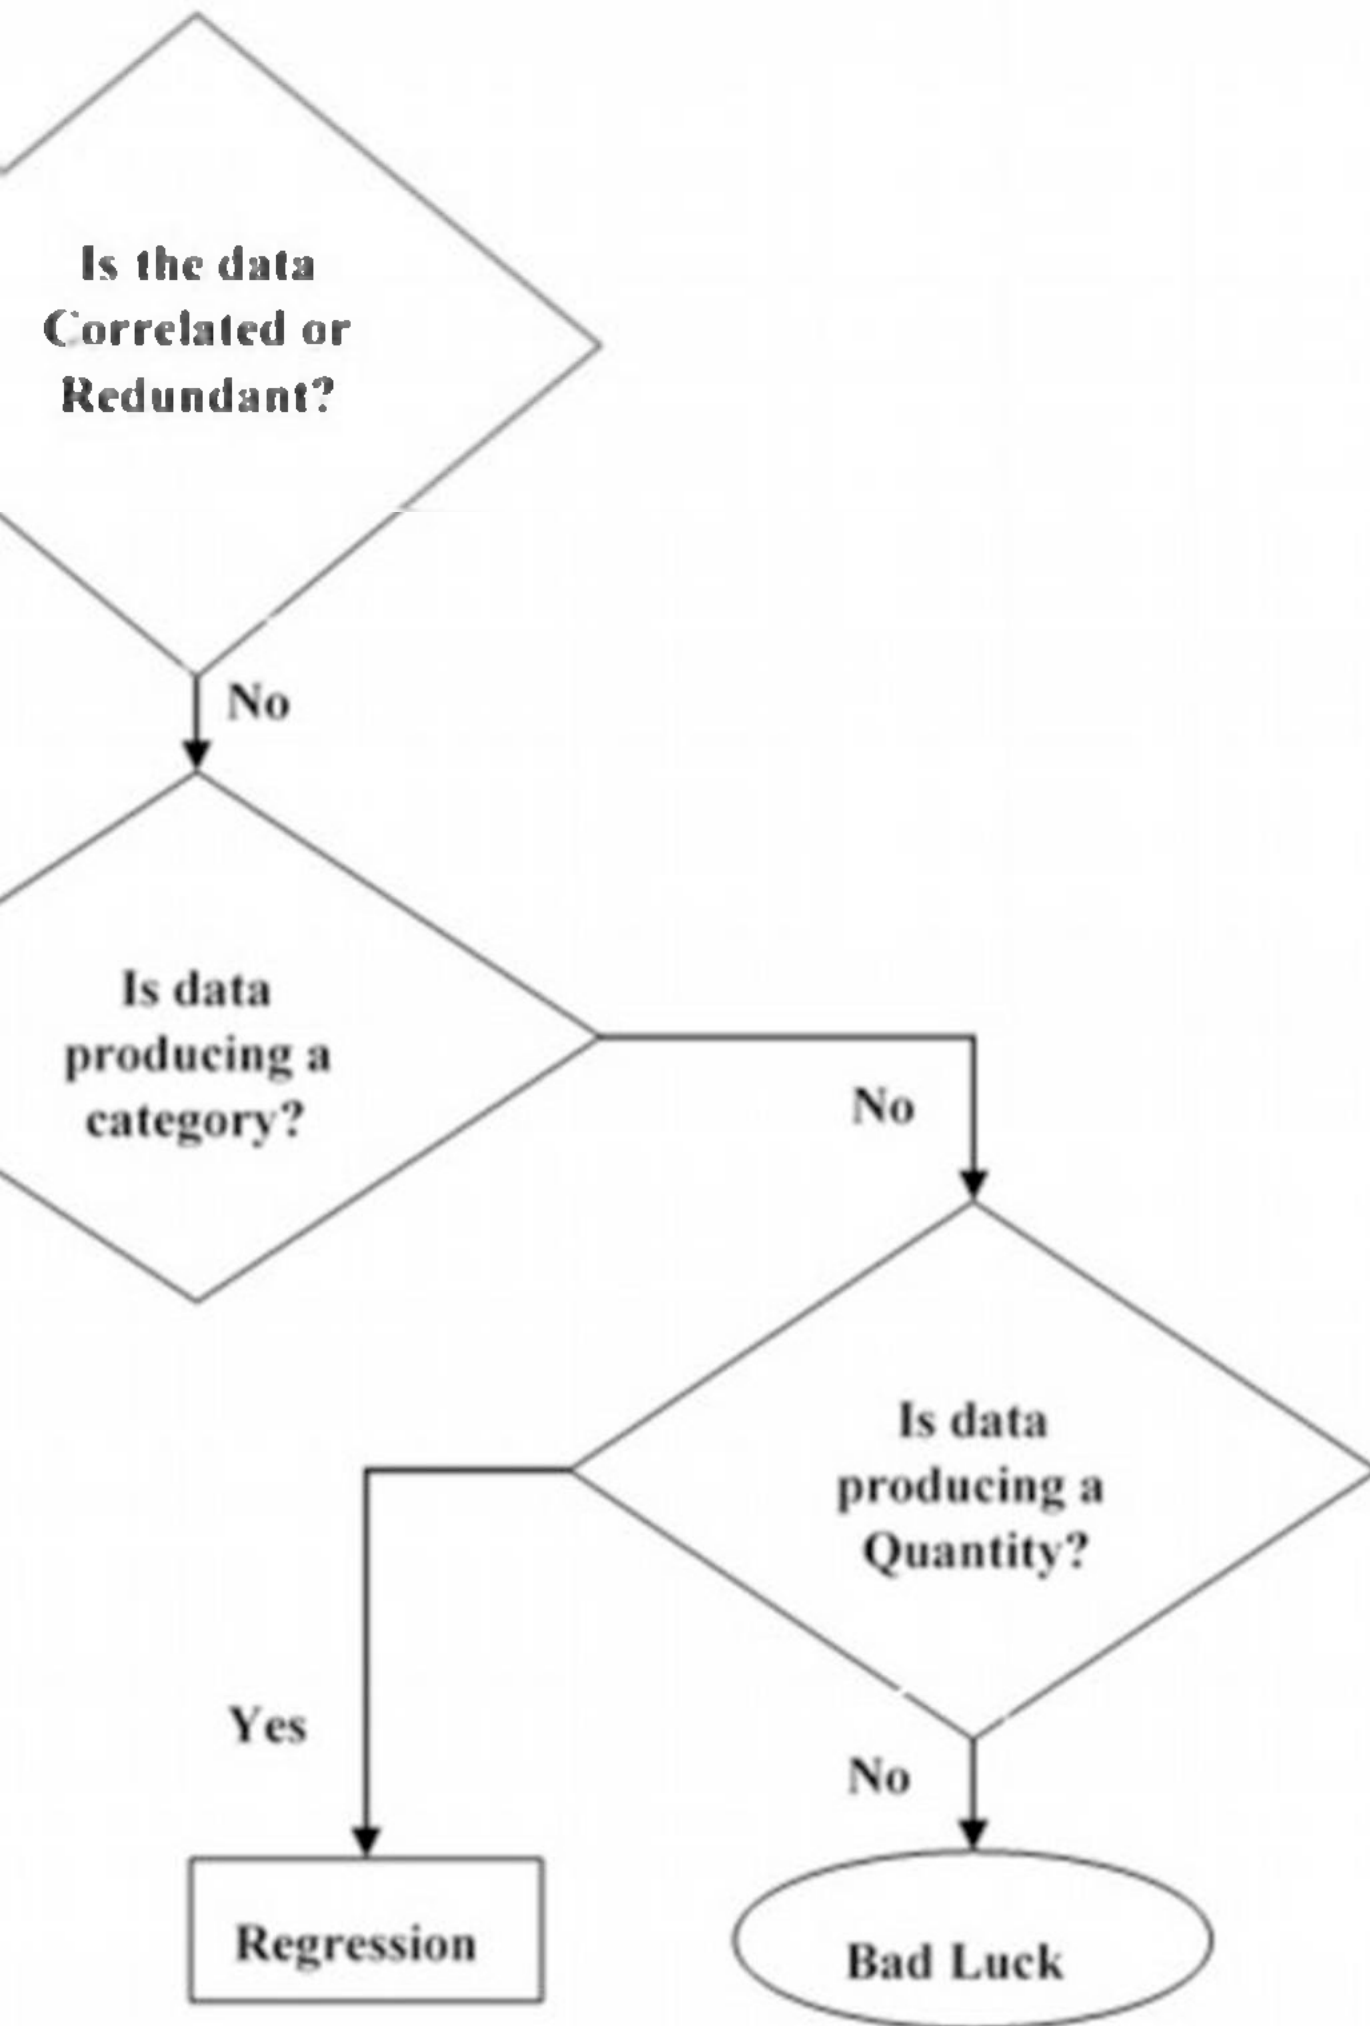 Is the data
Correlated or
Redundant?
No
Is data
producing a
category?
No
Is data
producing a
Quantity?
Yes
No
Regression
Bad Luck